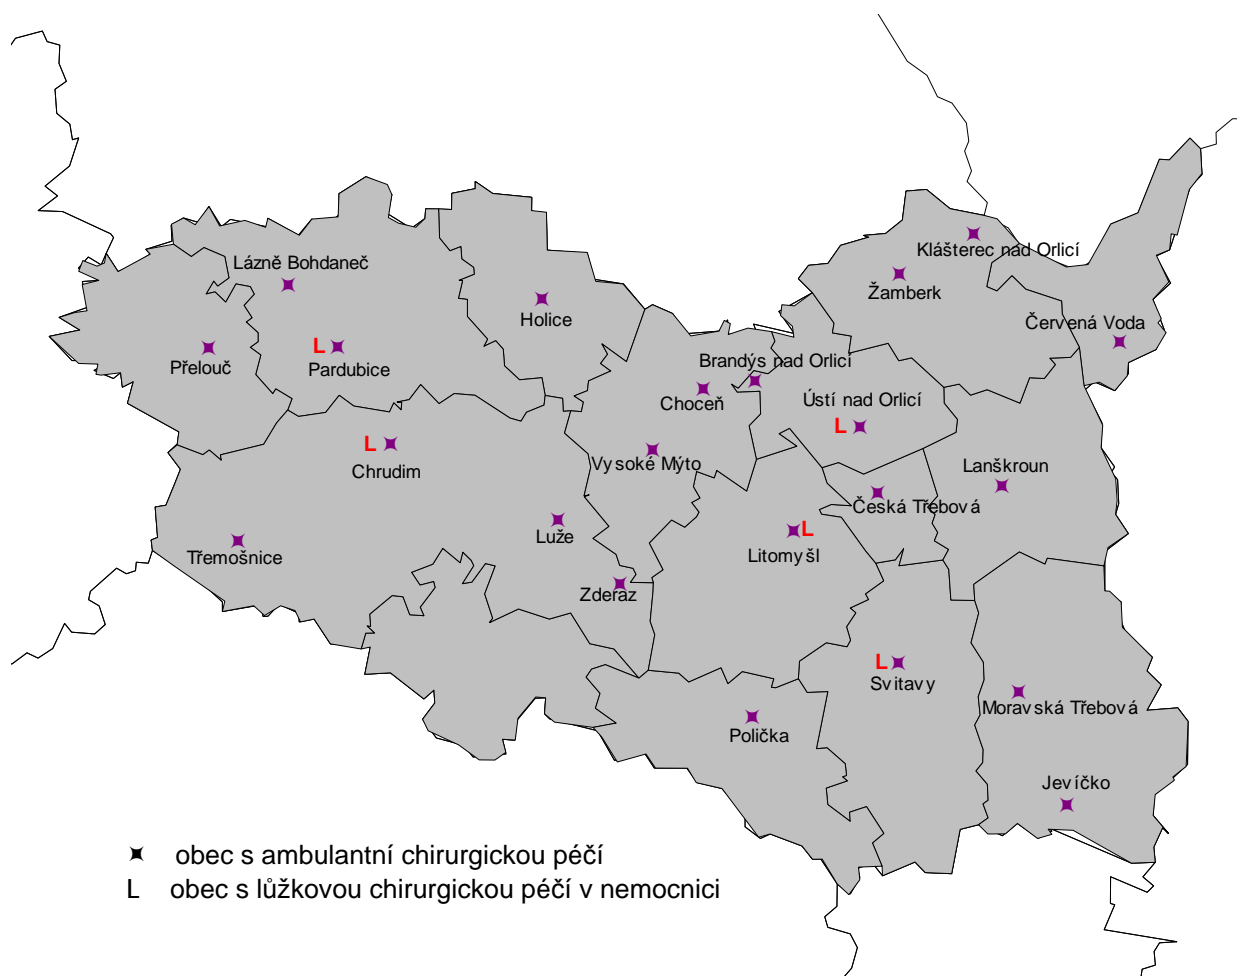 Klášterec nad Orlicí
Lázně Bohdaneč
Žamberk
Holice
Červená Voda
L
Přelouč
Pardubice
Brandýs nad Orlicí
Choceň
Ústí nad Orlicí
L
L
Chrudim
Vysoké Mýto
Lanškroun
Česká Třebová
Luže
L
Třemošnice
Litomyšl
Zderaz
L
Svitavy
Moravská Třebová
Polička
Jevíčko
obec s ambulantní chirurgickou péčí
L obec s lůžkovou chirurgickou péčí v nemocnici